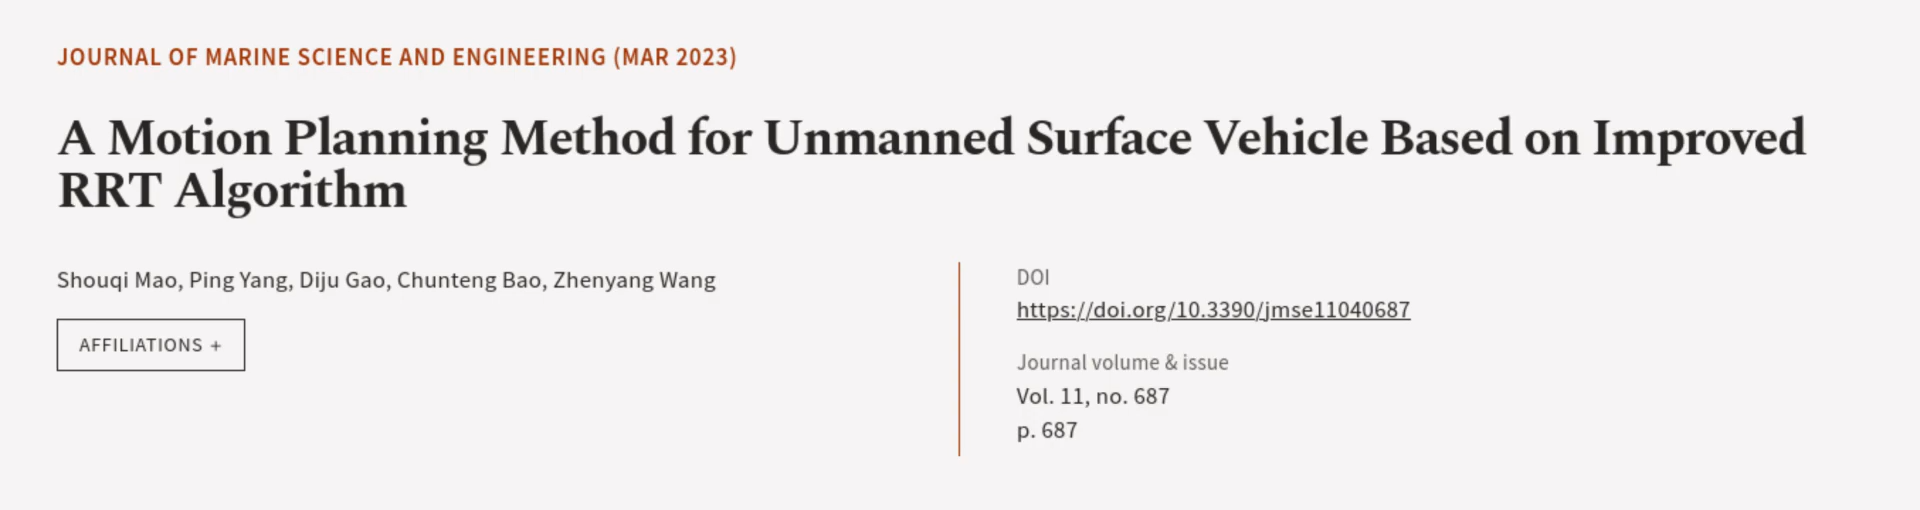 JOURNAL OF MARINE SCIENCE AND ENGINEERING (MAR 2023)
A Motion Planning Method for Unmanned Surface Vehicle Based on Improved
RRT Algorithm
Shouqi Mao, Ping Yang, Diju Gao, Chunteng Bao, Zhenyang Wang
AFFILIATIONS +
DOI
https://doi.org/10.3390/jmse11040687
Journal volume & issue
Vol. 11, no. 687
p. 687